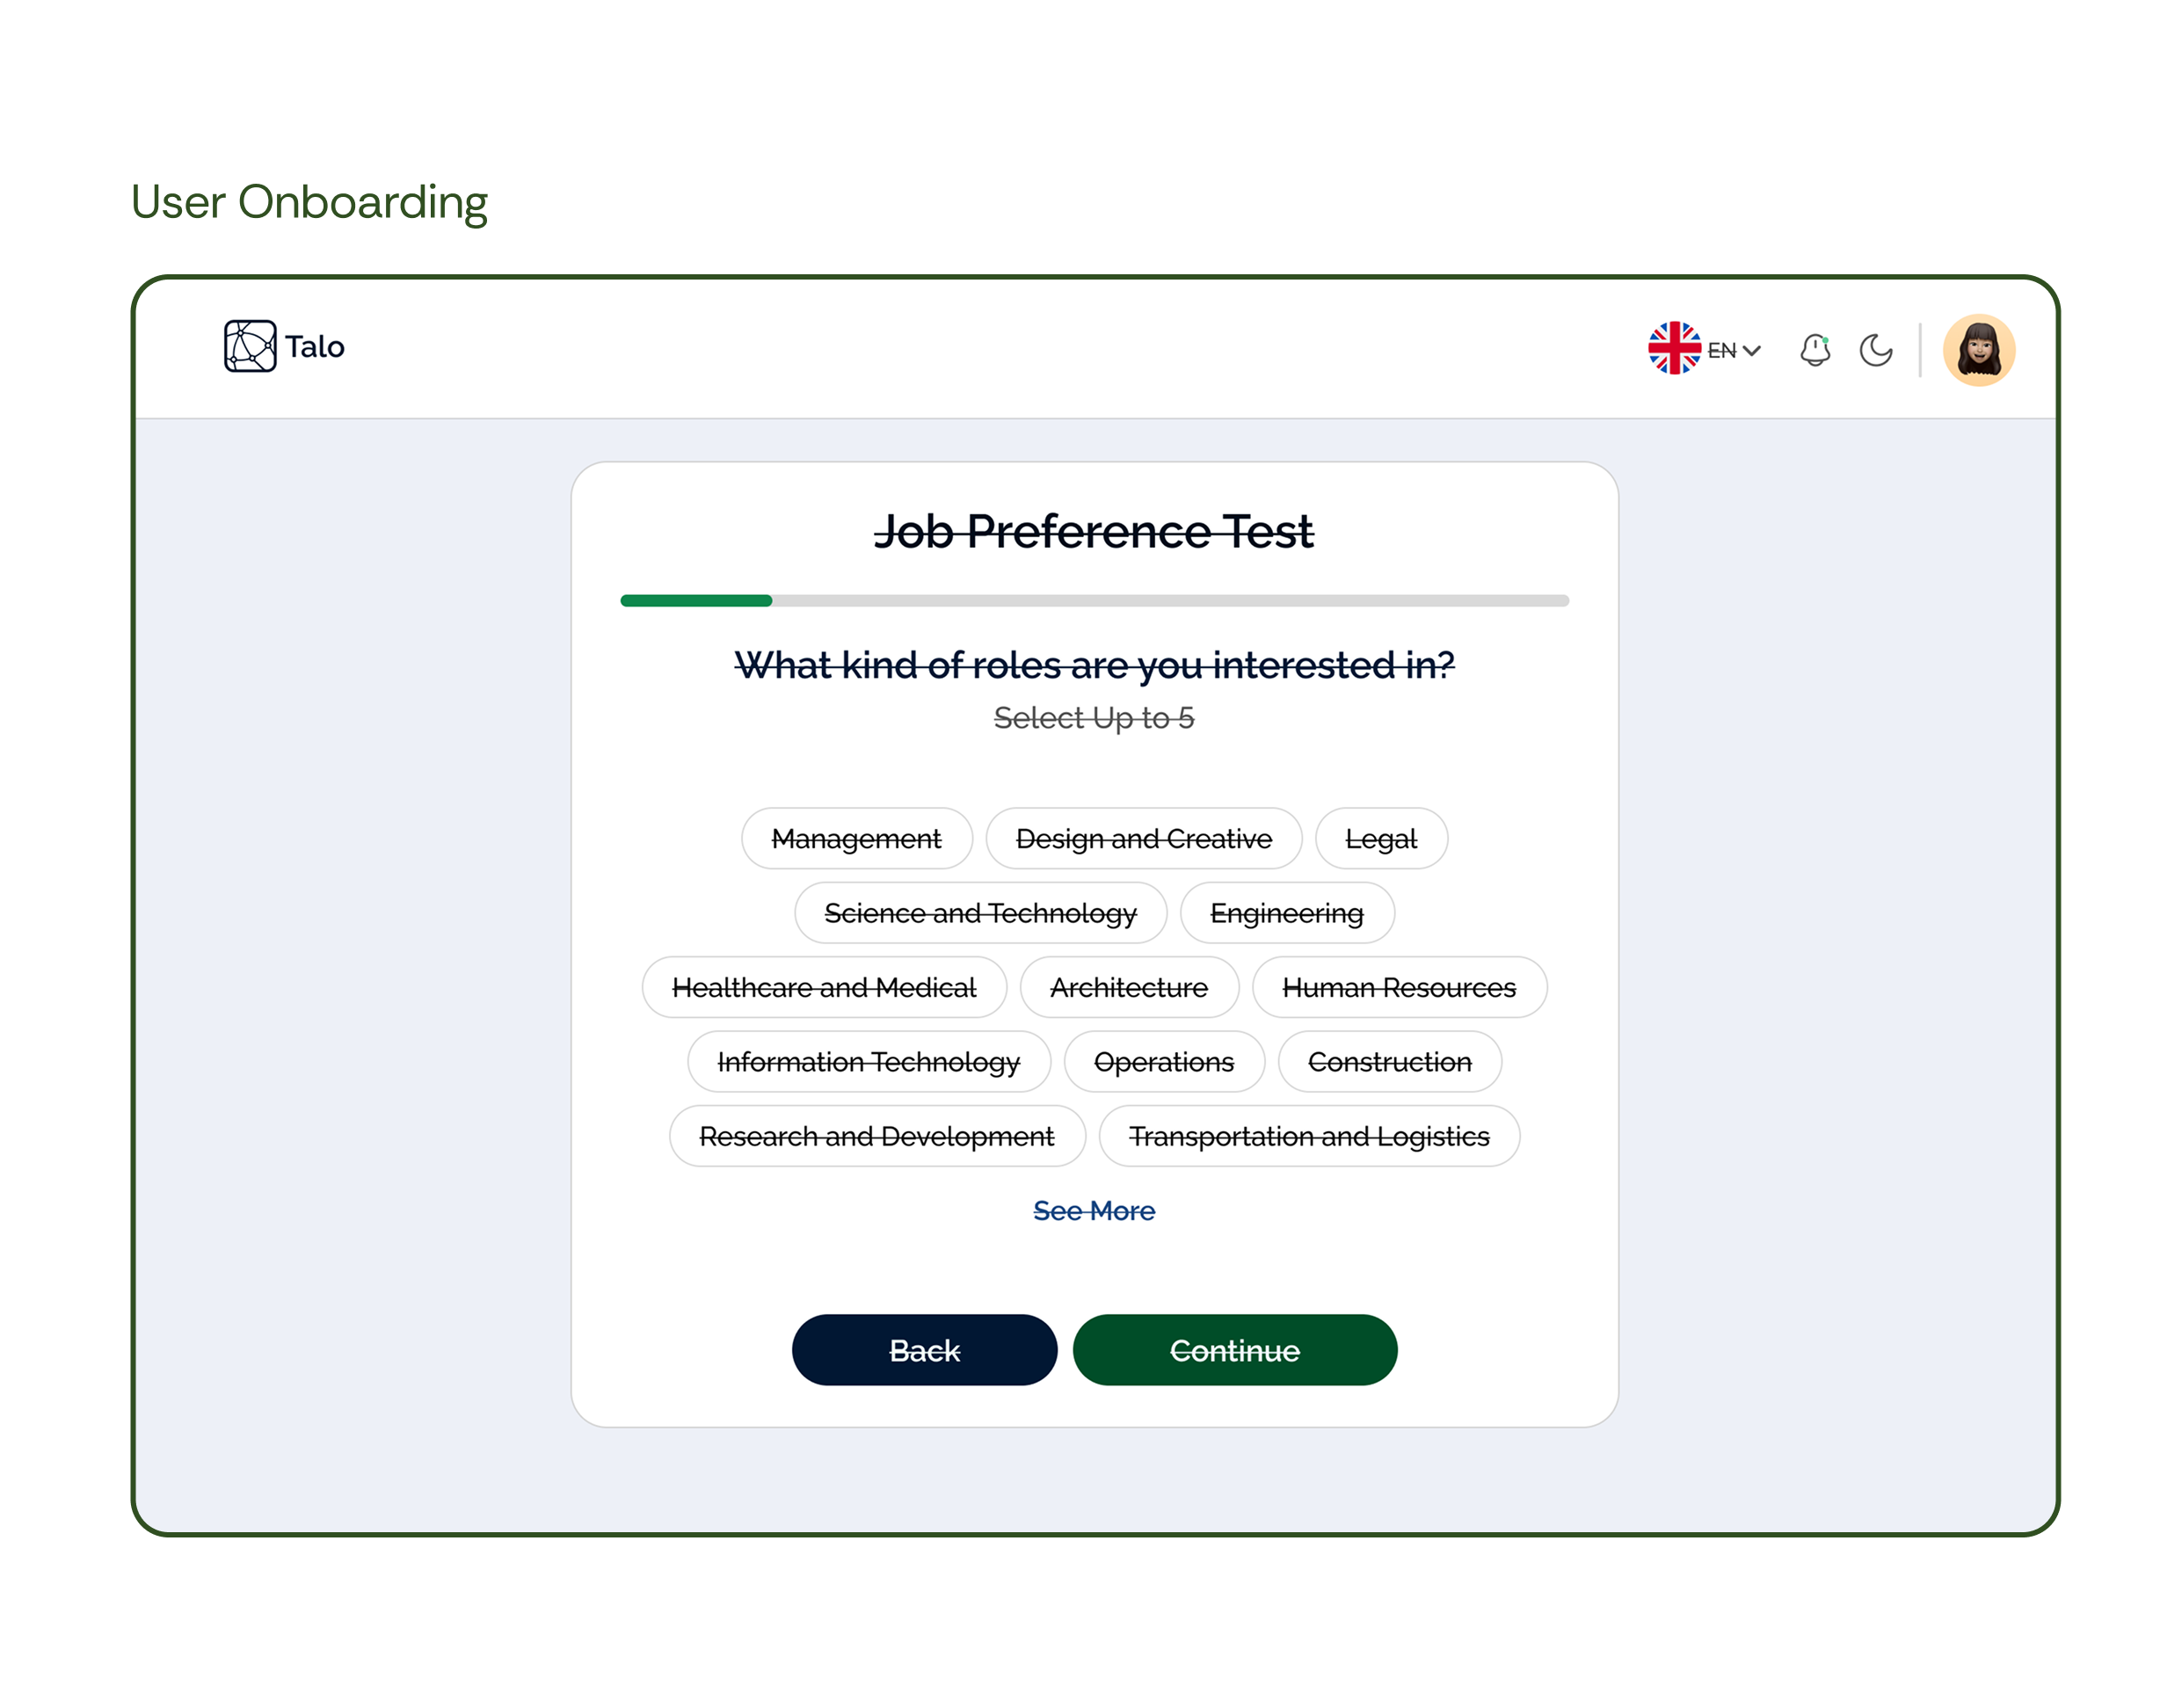 User Onboarding
Talo
EN
Job Preference Test
What kind of roles are you interested in?
Select Up to 5
Management Design and Creative Legal
Science and Technology Engineering
Healthcare and Medical Architecture Human Resources
Information Technology Operations Construction
Research and Development Transportation and Logistics
See More
Back Continue